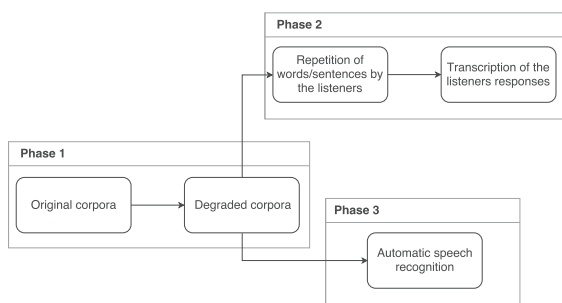 Phase 2
Repetition of
words/sentences by
the listeners
Transcription of the
listeners responses
Phase 1
Original corpora
Degraded corpora
Phase 3
Automatic speech
recognition